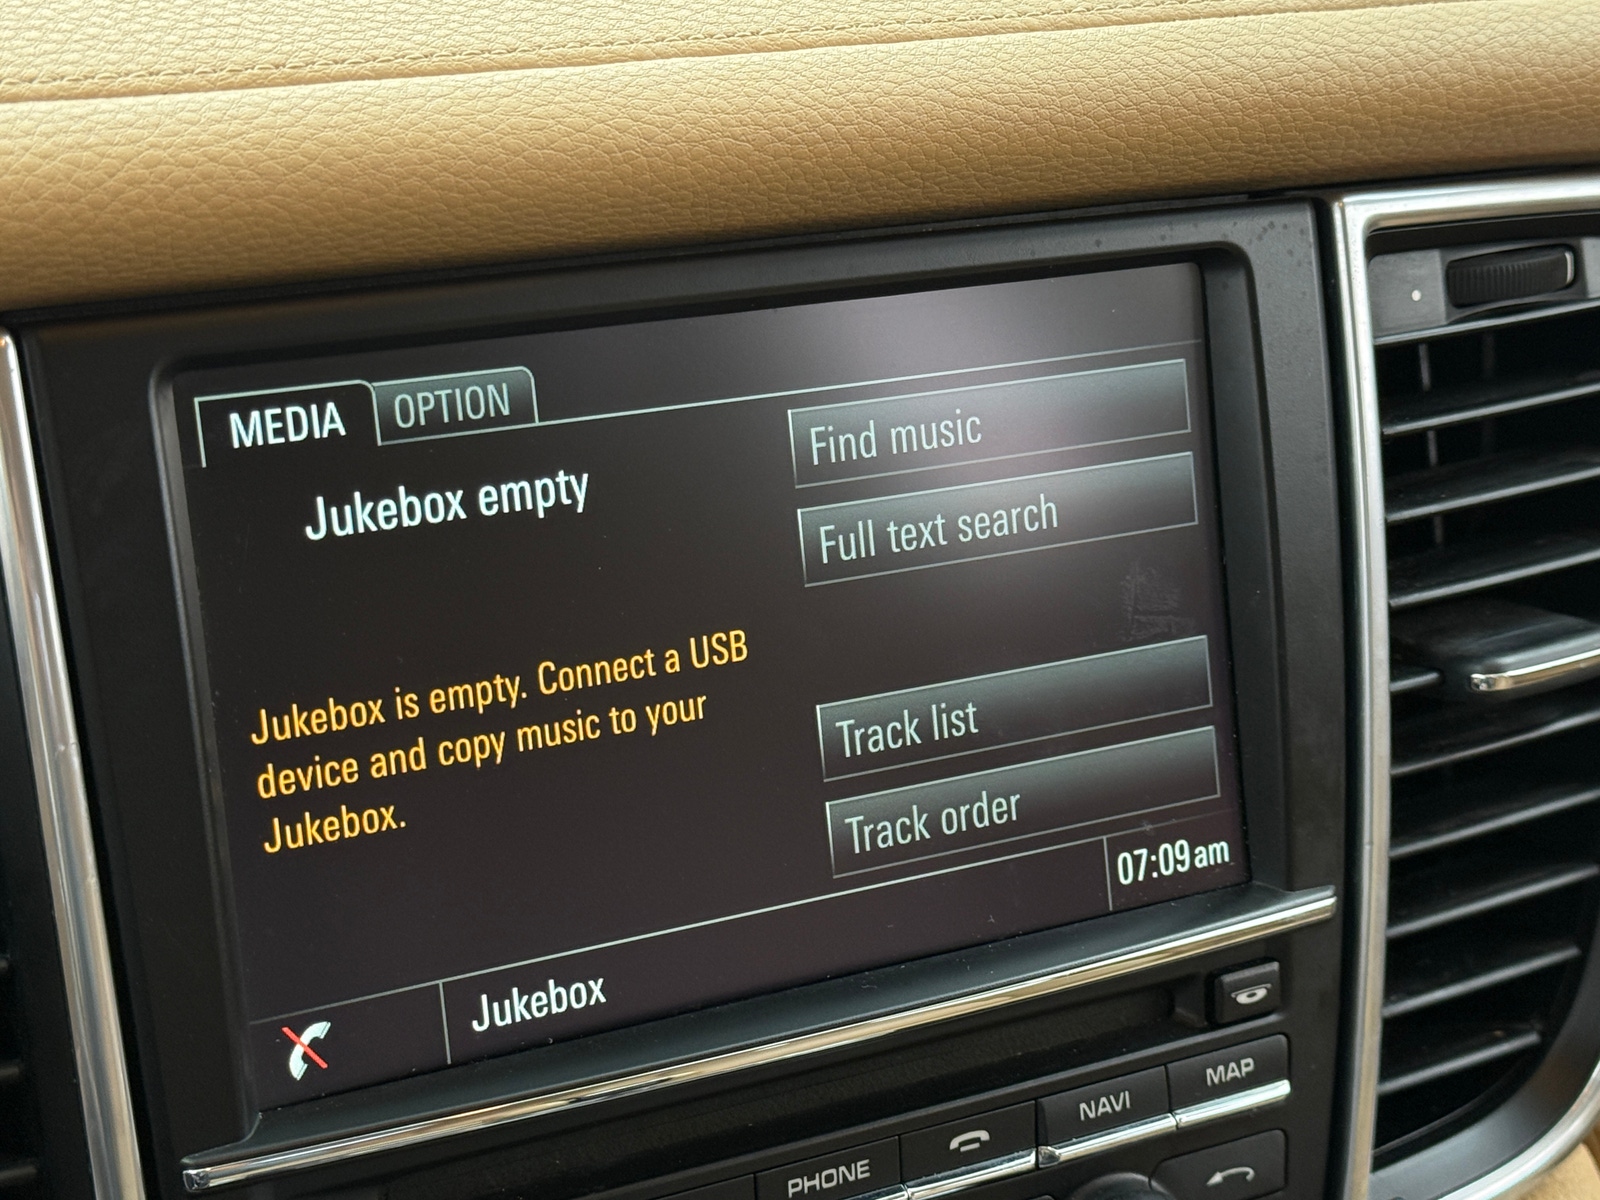 MEDIA
OPTION
Jukebox empty
Find music
Full text search
Jukebox is empty. Connect a USB
device and copy music to your
Jukebox.
Track list
Track order
07:09am
Jukebox
MAP
NAVI
PHONE